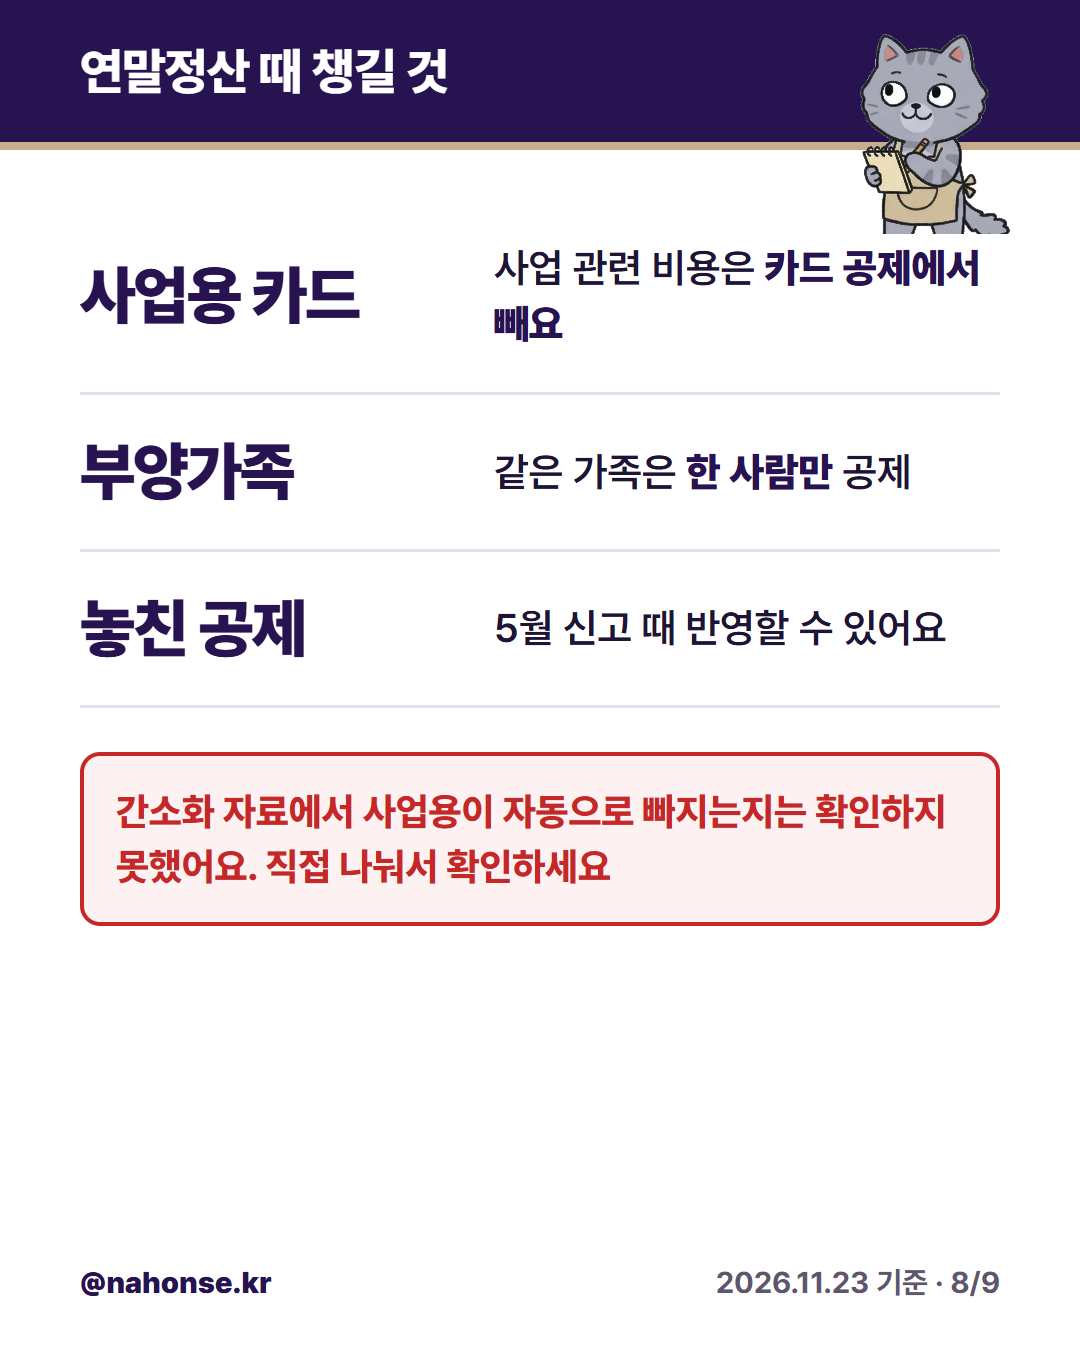 연말정산 때 챙길 것
사업용 카드
사업 관련 비용은 카드 공제에서
빼요
부양가족
같은 가족은 한 사람만 공제
놓친 공제
5월 신고 때 반영할 수 있어요
간소화 자료에서 사업용이 자동으로 빠지는지는 확인하지
못했어요. 직접 나눠서 확인하세요
@nahonse.kr
2026.11.23 기준 · 8/9